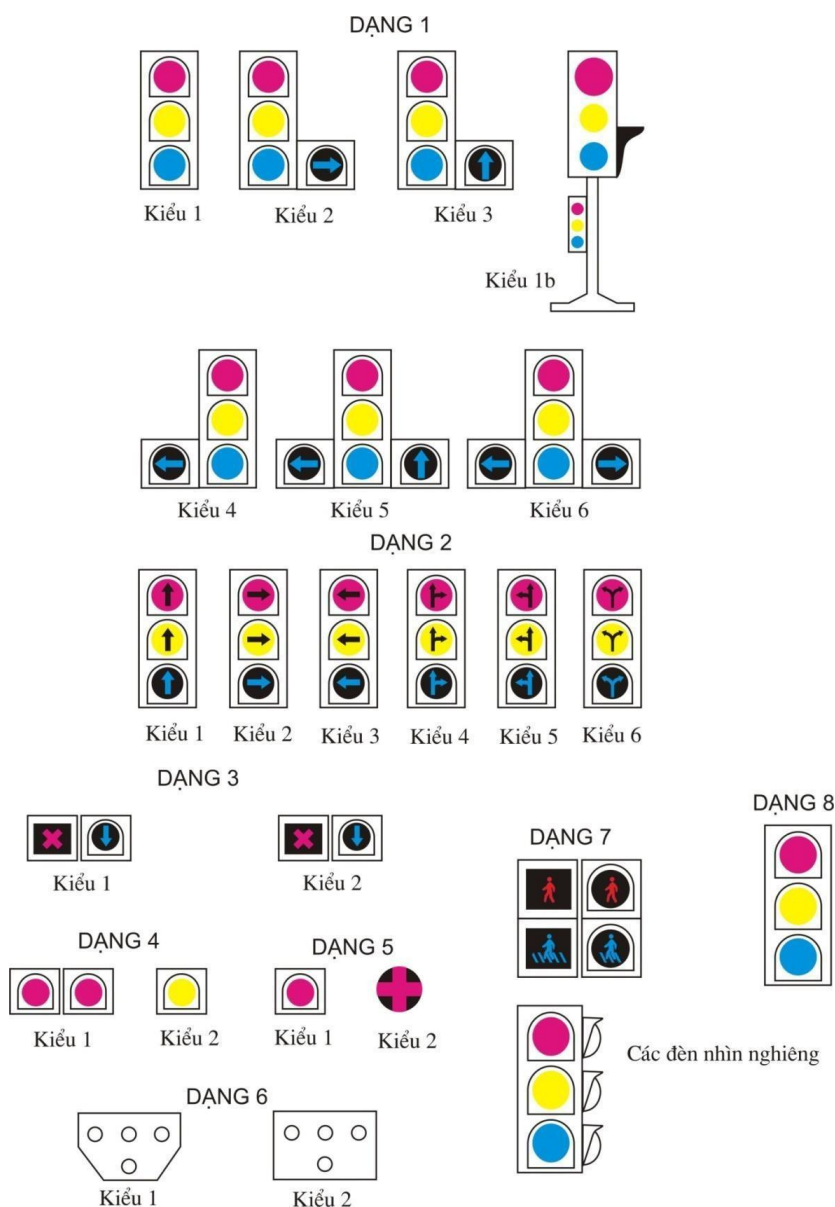 DẠNG 1
Kiểu 1
Kiểu 2
Kiểu 3
Kiểu 1b
Kiểu 4
Kiểu 5
Kiểu 6
DẠNG 2
Kiểu 1
Kiểu 2
Kiểu 3
Kiểu 4
Kiểu 5
Kiểu 6
DẠNG 3
Kiểu 1
Kiểu 2
DẠNG 7
DẠNG 8
DẠNG 4
Kiểu 1
Kiểu 2
DẠNG 5
Kiểu 1
Kiểu 2
Các đèn nhìn nghiêng
DẠNG 6
Kiểu 1
Kiểu 2